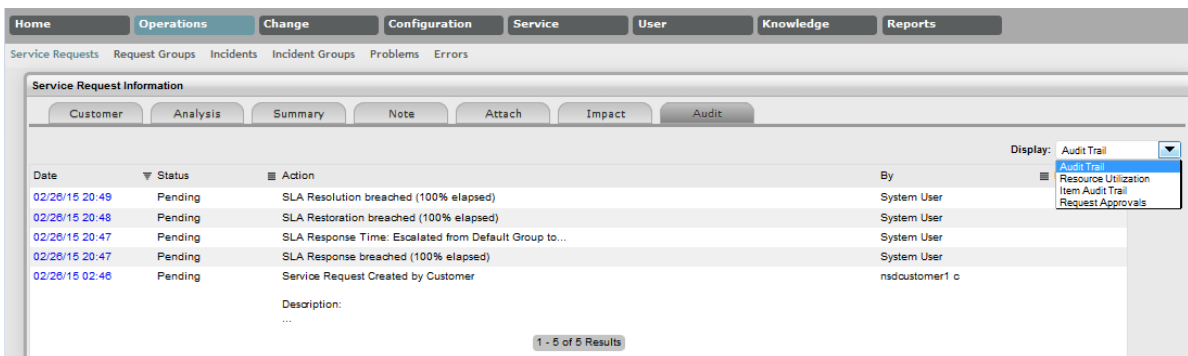 Home Operations Change Configuration Service User Knowledge Reports
Service Requests Request Groups Incidents Incident Groups Problems Errors
Service Request Information
Customer Analysis Summary Note Attach Impact Audit
Display: Audit Trail
Audit Trail
Resource Utilization
Item Audit Trail
Request Approvals
Date Status Action By
02/26/15 20:49 Pending SLA Resolution breached (100% elapsed) System User
02/26/15 20:48 Pending SLA Restoration breached (100% elapsed) System User
02/26/15 20:47 Pending SLA Response Time: Escalated from Default Group to... System User
02/26/15 20:47 Pending SLA Response breached (100% elapsed) System User
02/26/15 02:46 Pending Service Request Created by Customer nsdcustomer1 c
Description:
...
1 - 5 of 5 Results